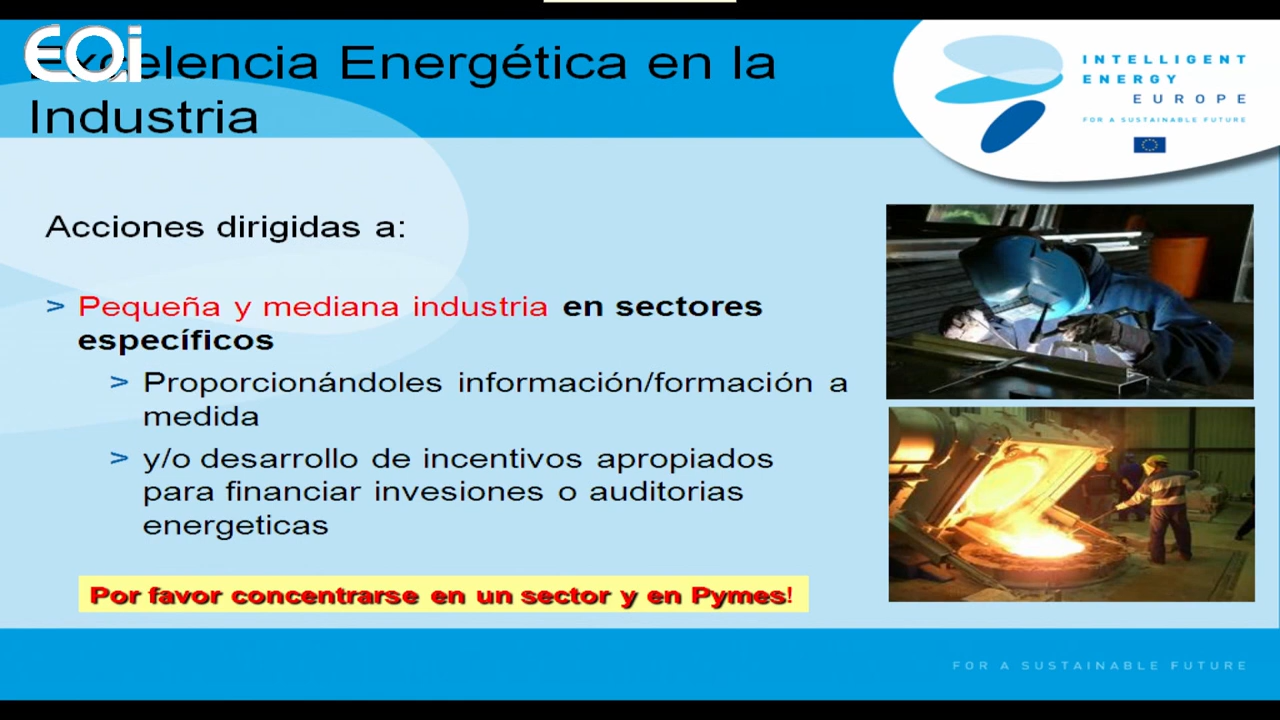 EOi
Excelencia Energética en la
Industria
INTELLIGENT
ENERGY
EUROPE
FOR A SUSTAINABLE FUTURE
Acciones dirigidas a:
> Pequeña y mediana industria en sectores
específicos
> Proporcionándoles información/formación a
medida
> y/o desarrollo de incentivos apropiados
para financiar invesiones o auditorias
energeticas
Por favor concentrarse en un sector y en Pymes!
FOR A SUSTAINABLE FUTURE